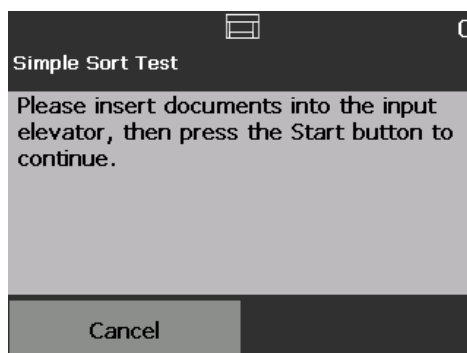 Simple Sort Test
Please insert documents into the input
elevator, then press the Start button to
continue.
Cancel